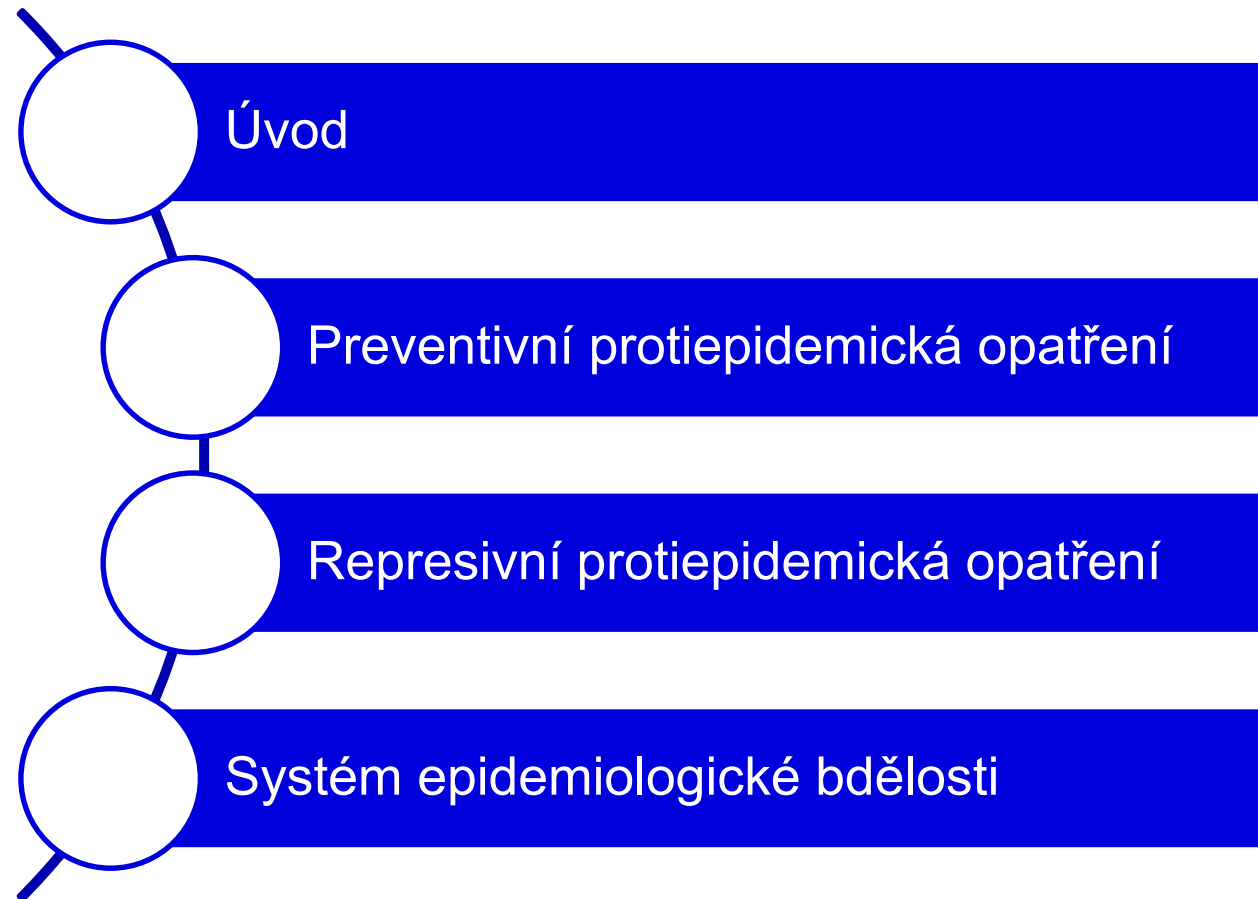 Úvod
Preventivní protiepidemická opatření
Represivní protiepidemická opatření
Systém epidemiologické bdělosti